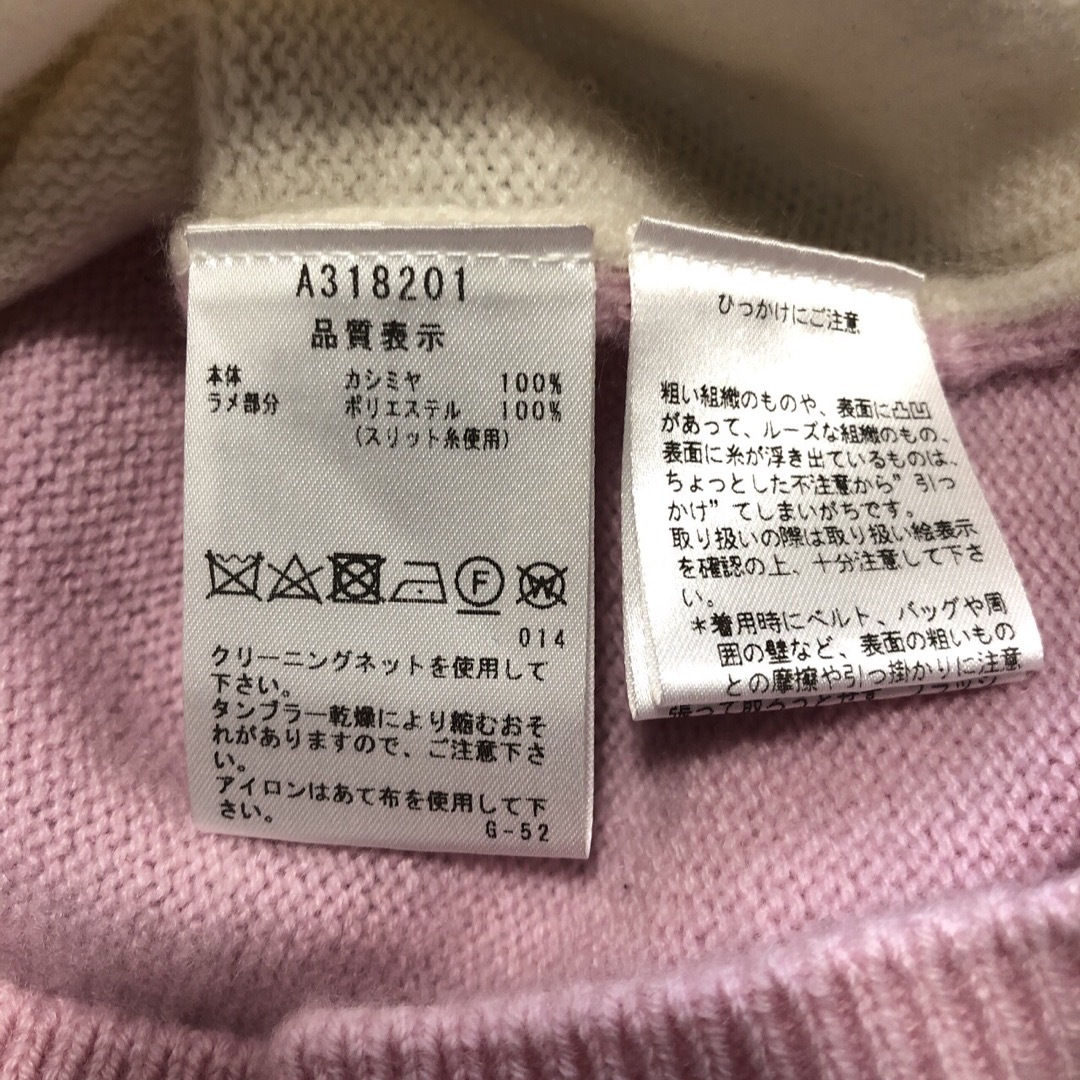 A318201
品質表示
本体 カシミヤ 100%
ラメ部分 ポリエステル 100%
(スリット糸使用)
F W
014
クリーニングネットを使用して
下さい。
タンブラー乾燥により縮むおそ
れがありますので、ご注意下さ
い。
アイロンはあて布を使用して下
さい。
G-52
ひっかけにご注意
粗い組織のものや、表面に凸凹
があって、ルーズな組織のもの、
表面に糸が浮き出ているものは、
ちょっとした不注意から”引っ
かけ”てしまいがちです。
取り扱いの際は取り扱い絵表示
を確認の上、十分注意して下さ
い。
*着用時にベルト、バッグや周
囲の壁など、表面の粗いもの
との摩擦や引っ掛かりに注意